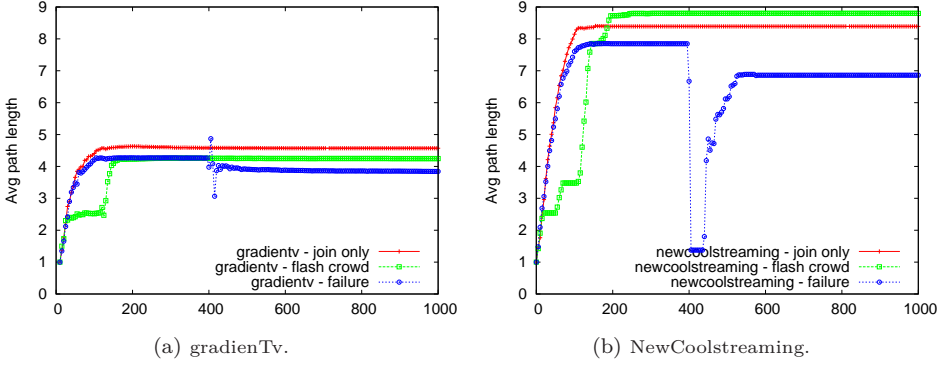 9
8
7
6
5
4
3
2
1
0
Avg path length
gradientv - join only
gradientv - flash crowd
gradientv - failure
0 200 400 600 800 1000
(a) gradienTv.
9
8
7
6
5
4
3
2
1
0
Avg path length
newcoolstreaming - join only
newcoolstreaming - flash crowd
newcoolstreaming - failure
0 200 400 600 800 1000
(b) NewCoolstreaming.